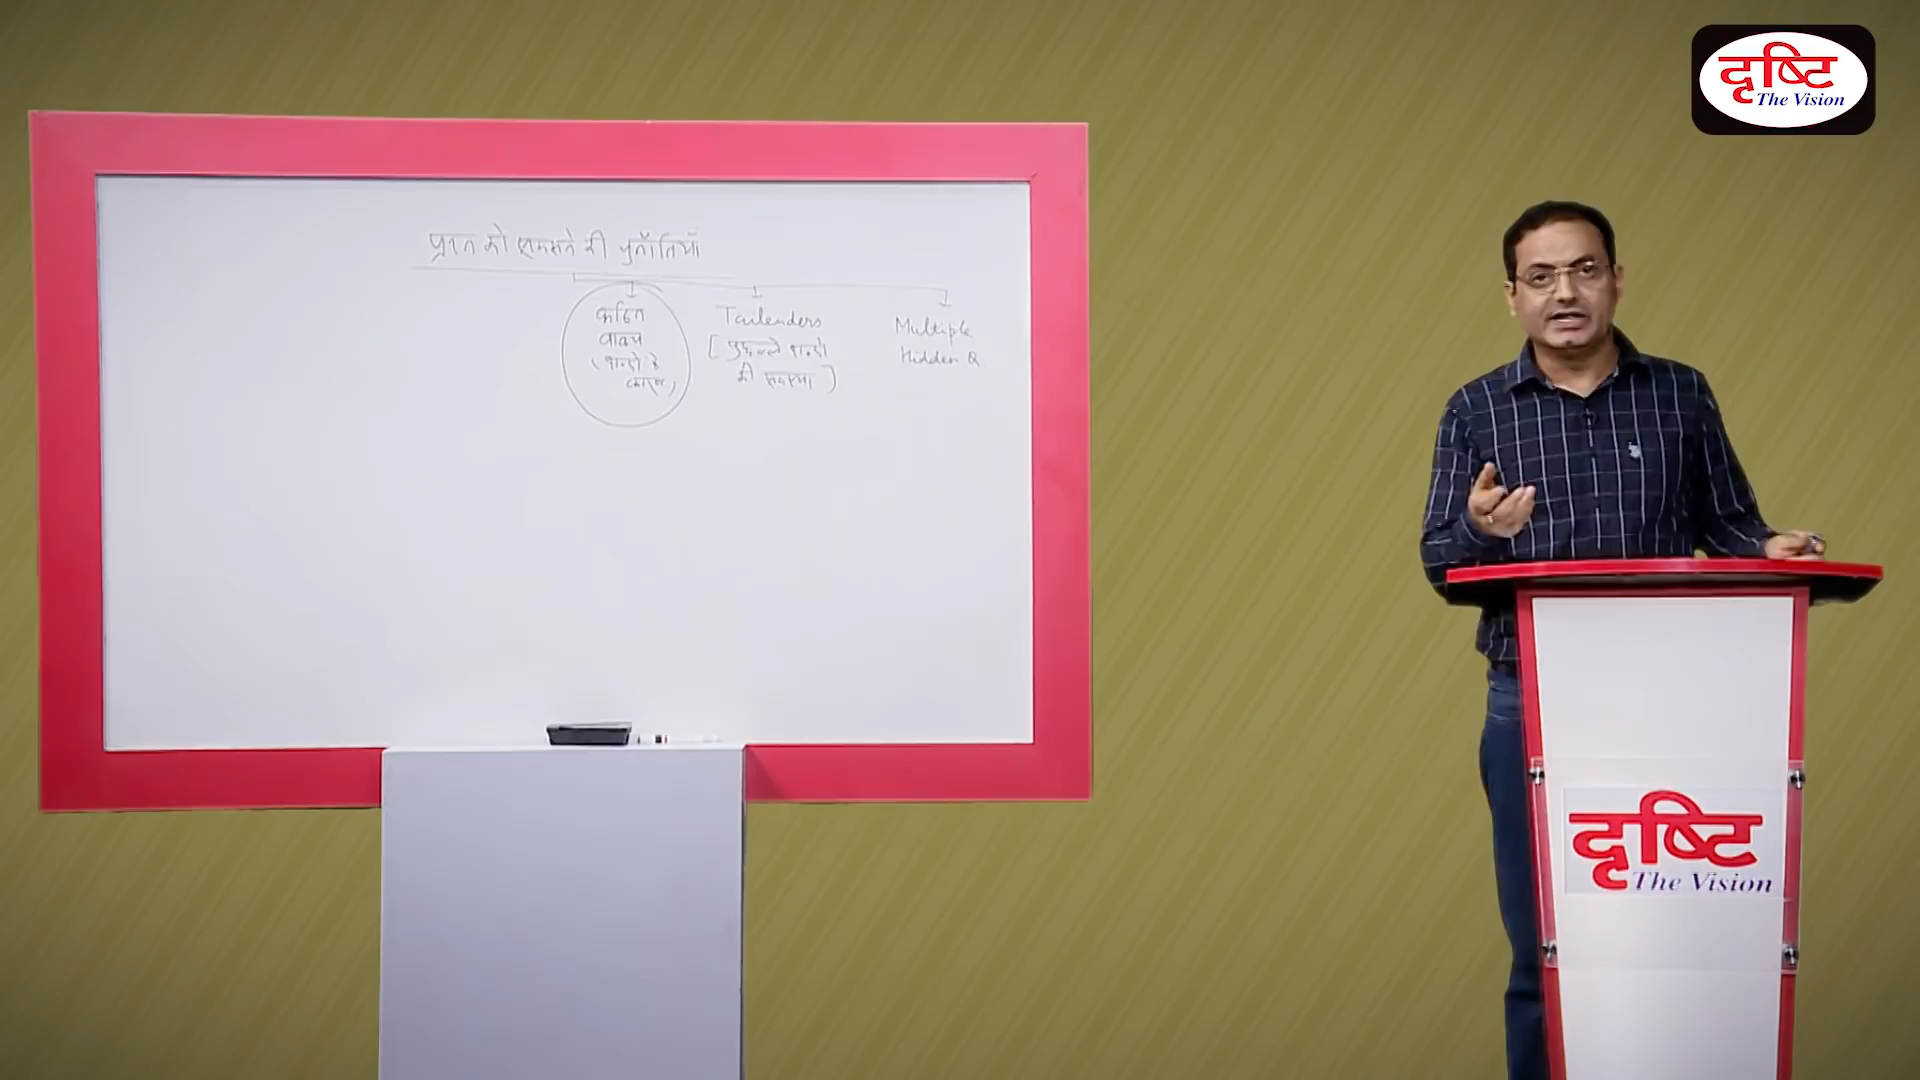 दृष्टि
The Vision
प्रश्न को समझने की चुनौतियाँ
कठिन
वाक्य
(शब्दों के
कारण)
Tailenders
[पुछल्ले शब्दों
की समस्या]
Multiple
Hidden Q
दृष्टि
The Vision